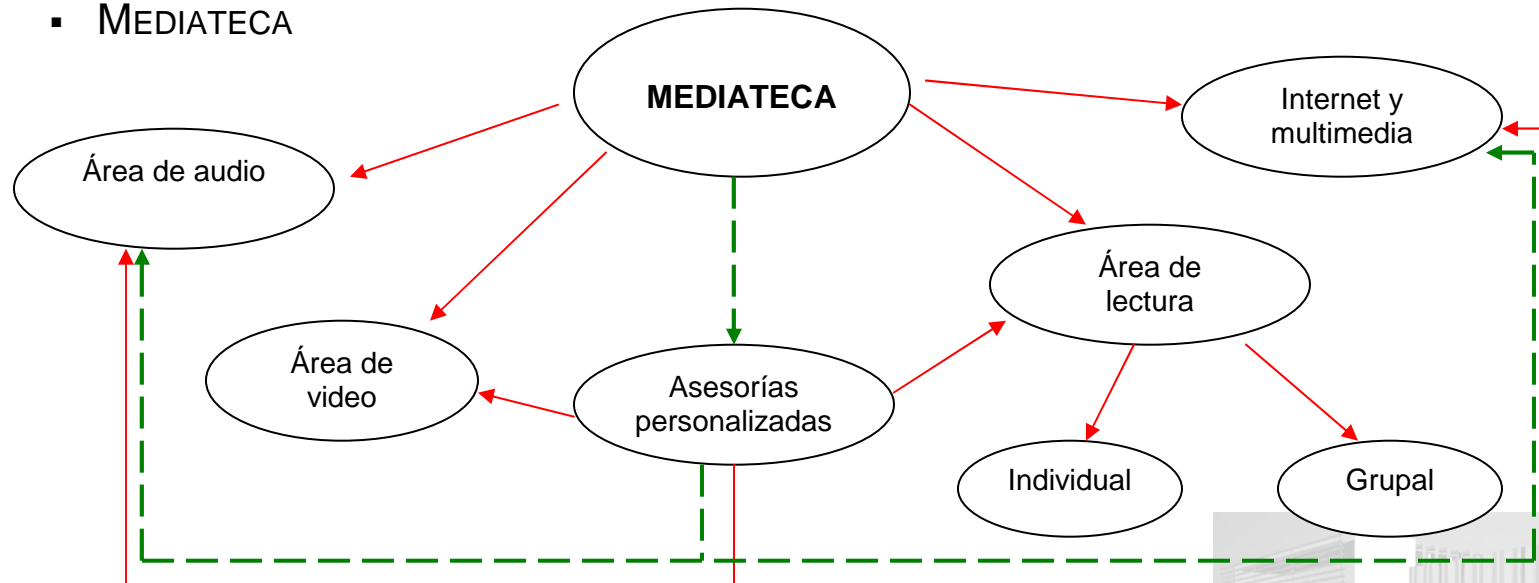 ▪ MEDIATECA
MEDIATECA
Internet y
multimedia
Área de audio
Área de
lectura
Área de
video
Asesorías
personalizadas
Individual
Grupal